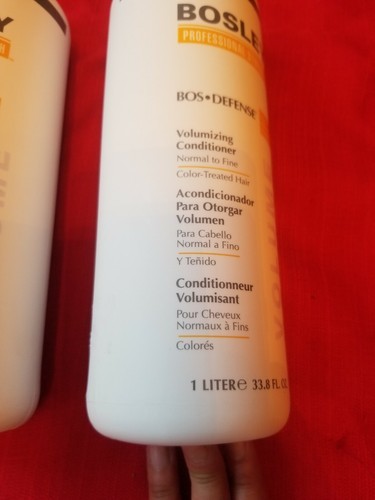 BOSLE
PROFESSIONAL
BOS•DEFENSE
Volumizing
Conditioner
Normal to Fine
Color-Treated Hair
Acondicionador
Para Otorgar
Volumen
Para Cabello
Normal a Fino
Y Teñido
Conditionneur
Volumisant
Pour Cheveux
Normaux à Fins
Colorés
1 LITER℮ 33.8 FL
Y